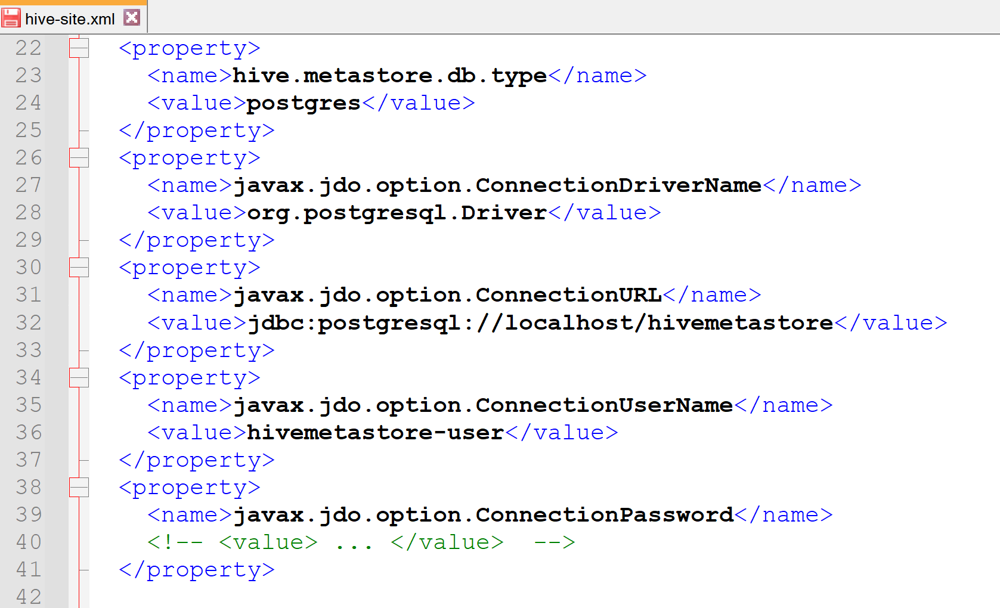 hive-site.xml
22 <property>
23 <name>hive.metastore.db.type</name>
24 <value>postgres</value>
25 </property>
26 <property>
27 <name>javax.jdo.option.ConnectionDriverName</name>
28 <value>org.postgresql.Driver</value>
29 </property>
30 <property>
31 <name>javax.jdo.option.ConnectionURL</name>
32 <value>jdbc:postgresql://localhost/hivemetastore</value>
33 </property>
34 <property>
35 <name>javax.jdo.option.ConnectionUserName</name>
36 <value>hivemetastore-user</value>
37 </property>
38 <property>
39 <name>javax.jdo.option.ConnectionPassword</name>
40 <!-- <value> ... </value>  -->
41 </property>
42